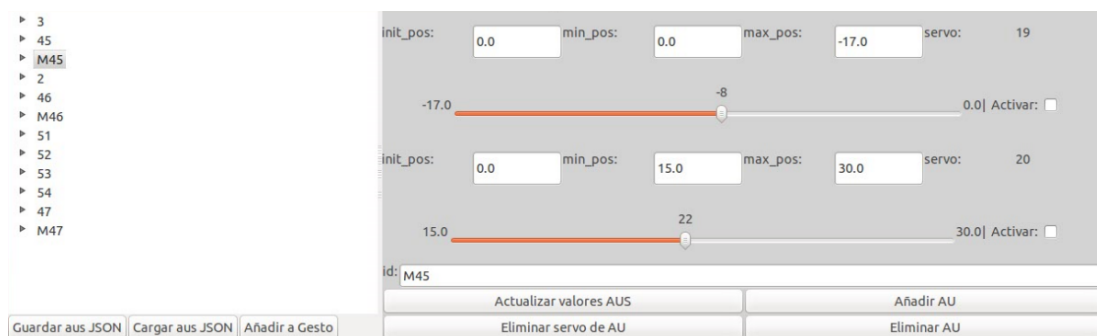 3
45
M45
2
46
M46
51
52
53
54
47
M47
Guardar aus JSON Cargar aus JSON Añadir a Gesto
init_pos: 0.0 min_pos: 0.0 max_pos: -17.0 servo: 19
-8
-17.0 0.0| Activar:
init_pos: 0.0 min_pos: 15.0 max_pos: 30.0 servo: 20
22
15.0 30.0| Activar:
id: M45
Actualizar valores AUS Añadir AU
Eliminar servo de AU Eliminar AU